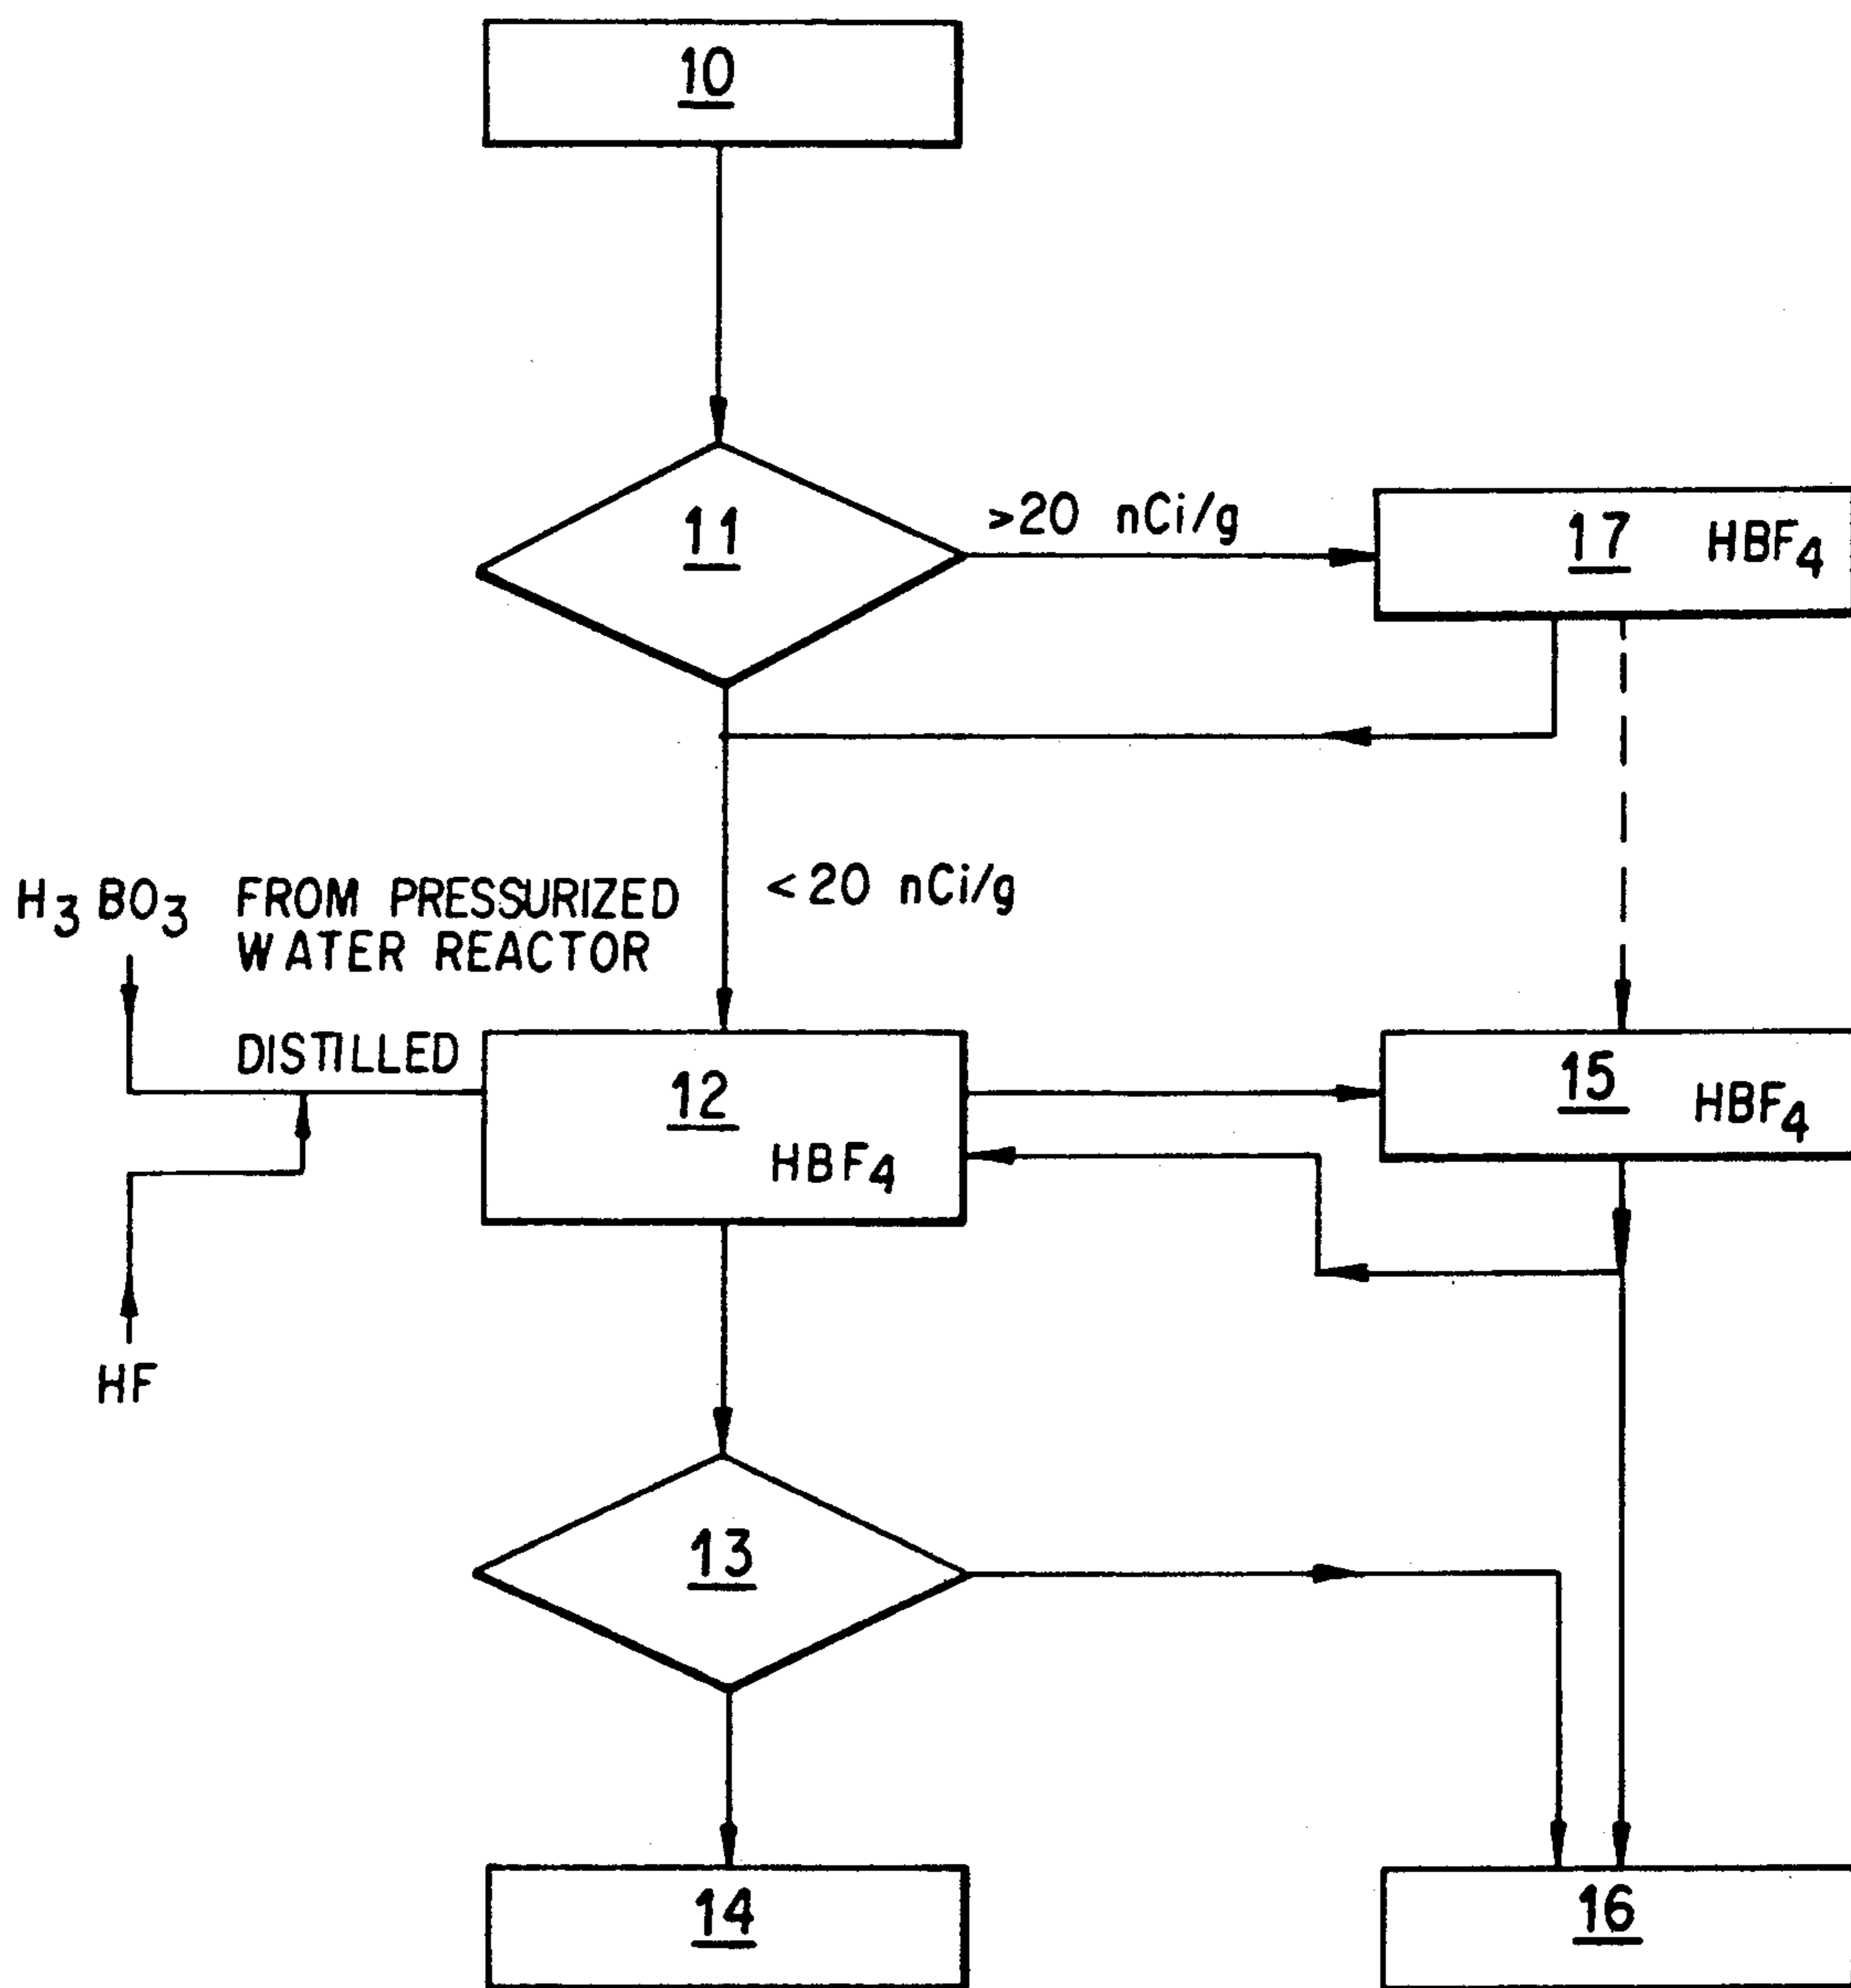 10
11
>20 nCi/g
17 HBF4
<20 nCi/g
H3BO3 FROM PRESSURIZED
WATER REACTOR
DISTILLED
12
HBF4
15
HBF4
HF
13
14
16